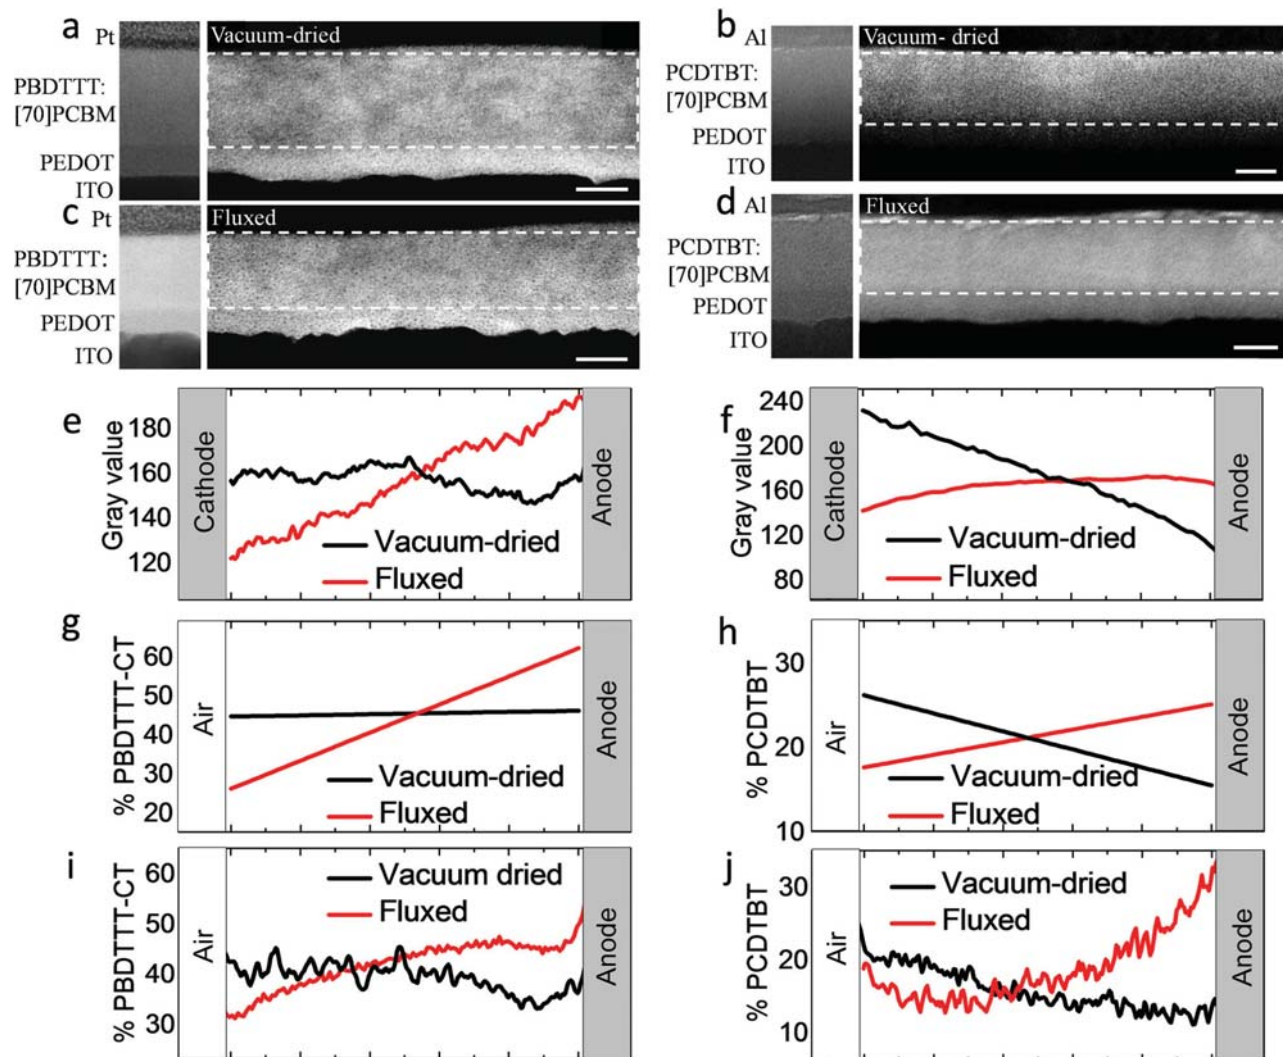 a
Pt
Vacuum-dried
PBDTTT:
[70]PCBM
PEDOT
ITO
b
Al
Vacuum- dried
PCDTBT:
[70]PCBM
PEDOT
ITO
c
Pt
Fluxed
PBDTTT:
[70]PCBM
PEDOT
ITO
d
Al
Fluxed
PCDTBT:
[70]PCBM
PEDOT
ITO
e
Gray value
180
160
140
120
Cathode
Vacuum-dried
Fluxed
Anode
f
Gray value
240
200
160
120
80
Cathode
Vacuum-dried
Fluxed
Anode
g
% PBDTTT-CT
60
50
40
30
20
Air
Vacuum-dried
Fluxed
Anode
h
% PCDTBT
30
20
10
Air
Vacuum-dried
Fluxed
Anode
i
% PBDTTT-CT
60
50
40
30
Air
Vacuum dried
Fluxed
Anode
j
% PCDTBT
30
20
10
Air
Vacuum-dried
Fluxed
Anode